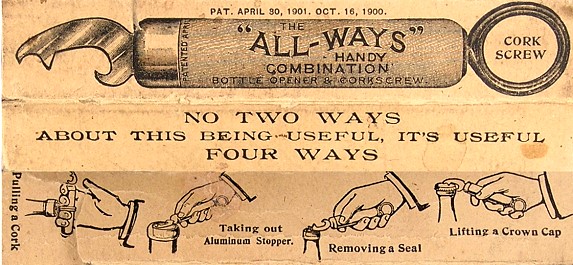 PAT. APRIL 30, 1901. OCT. 16, 1900.
PATENTED APRI
THE
"ALL-WAYS"
HANDY
COMBINATION
BOTTLE OPENER & CORKSCREW.
CORK
SCREW
NO TWO WAYS
ABOUT THIS BEING USEFUL, IT'S USEFUL
FOUR WAYS
Pulling a Cork
Taking out
Aluminum Stopper.
Removing a Seal
Lifting a Crown Cap